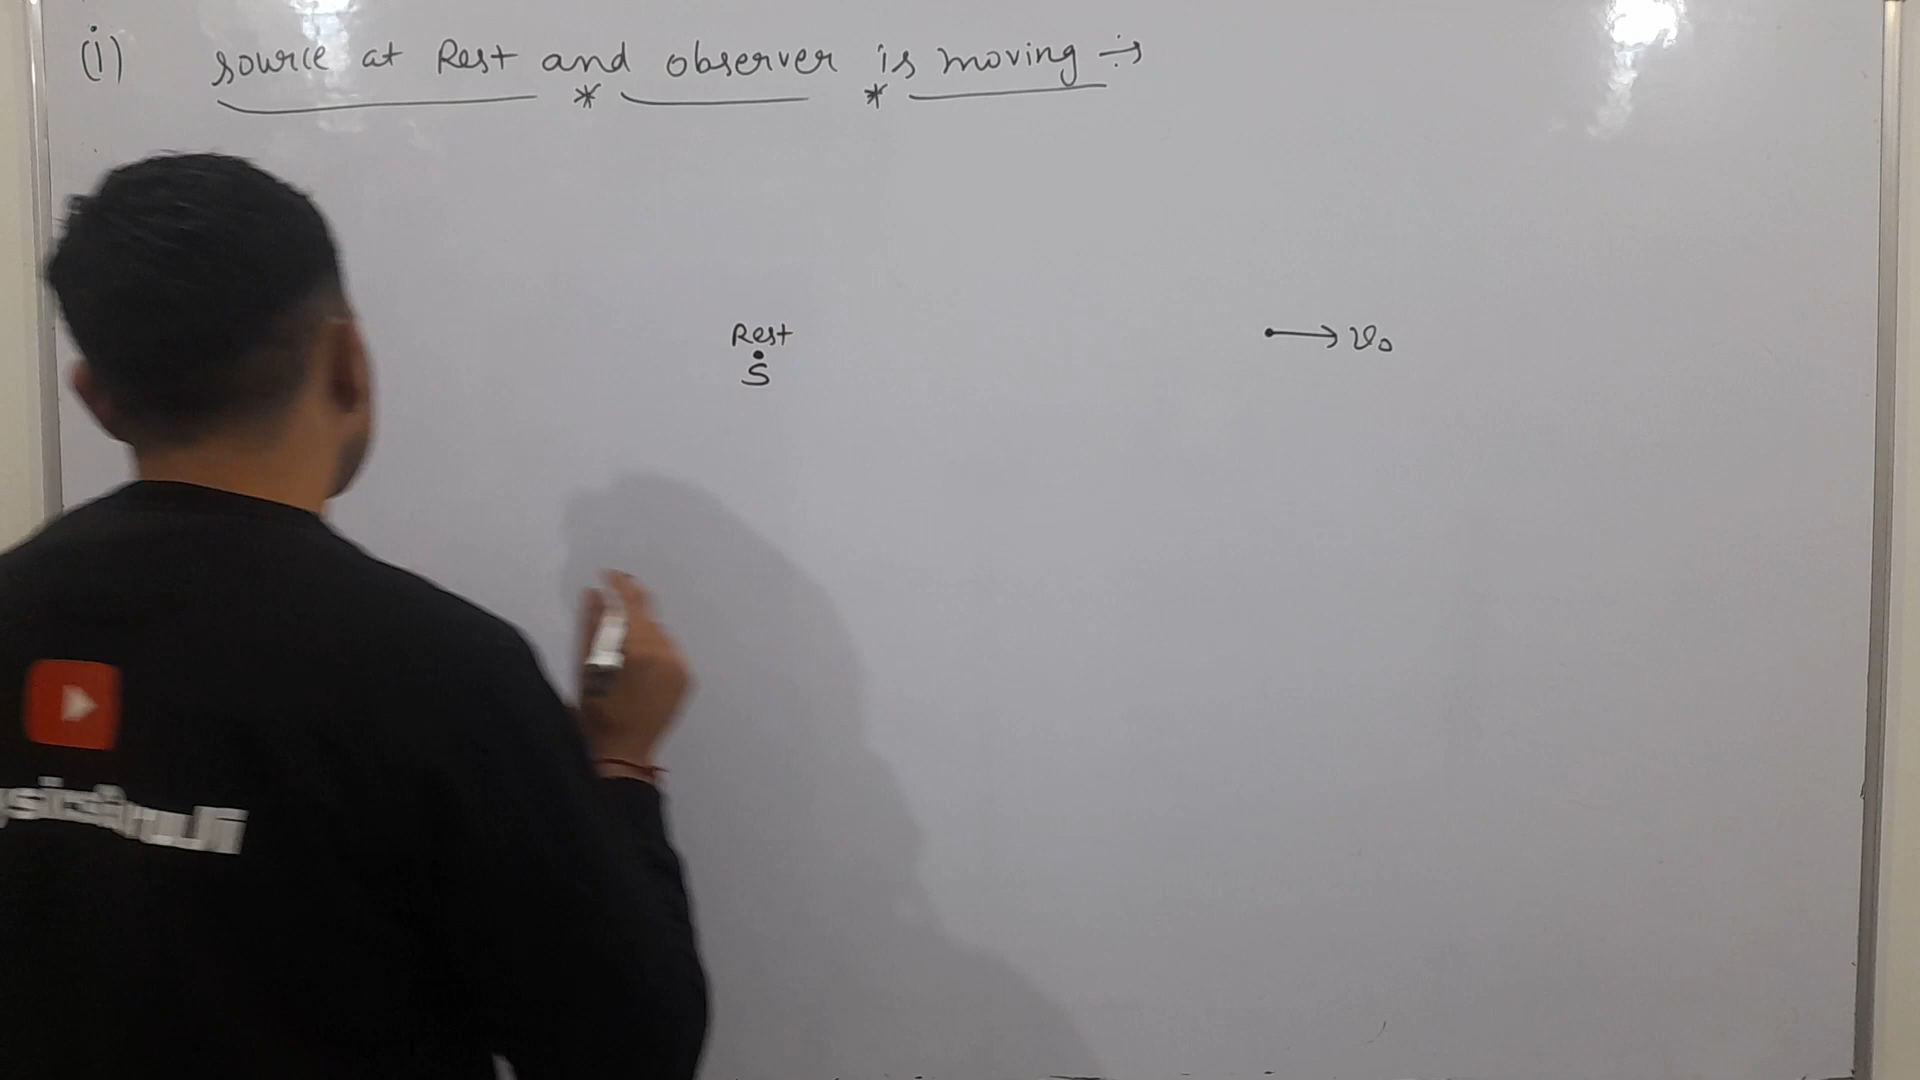 (i) source at Rest and observer is moving :→
* *
Rest
S
v₀